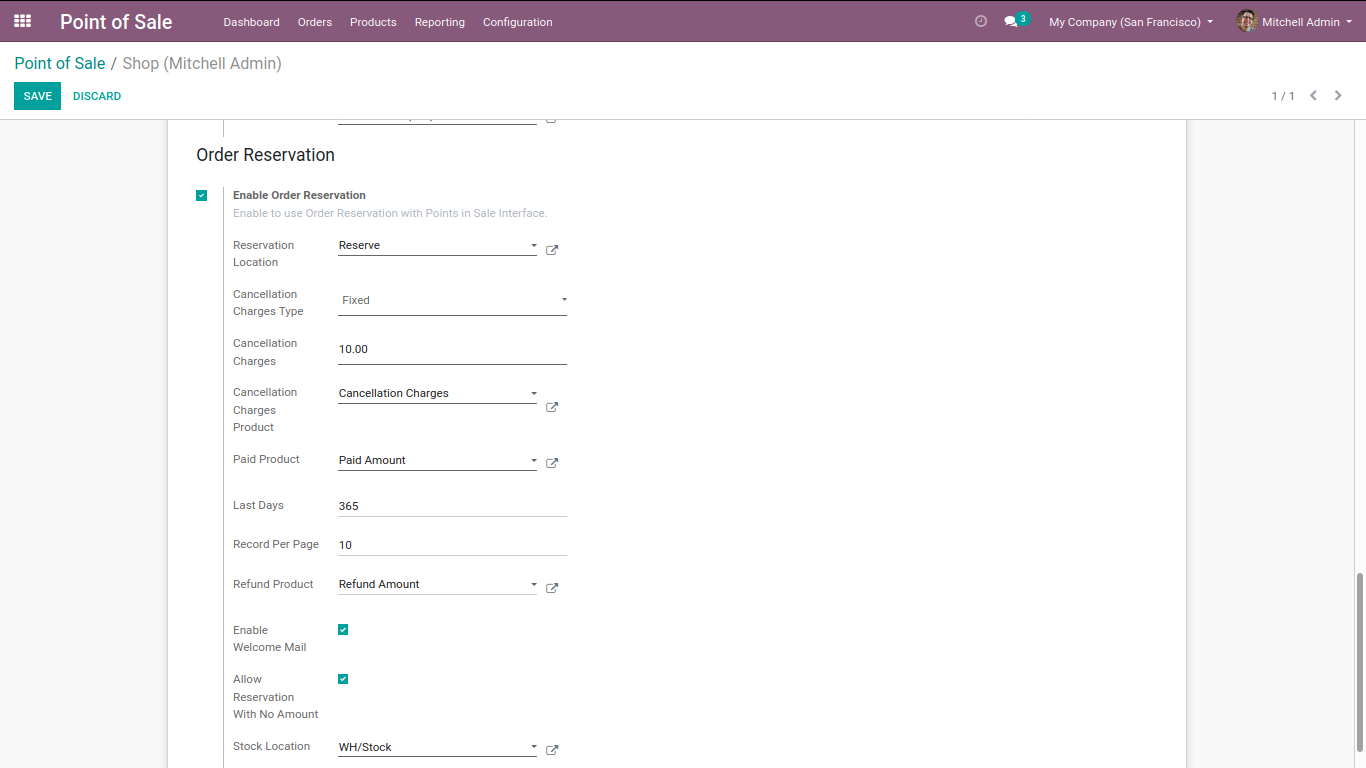 Point of Sale Dashboard Orders Products Reporting Configuration 3 My Company (San Francisco) Mitchell Admin
Point of Sale / Shop (Mitchell Admin)
SAVE DISCARD 1 / 1
Order Reservation
Enable Order Reservation
Enable to use Order Reservation with Points in Sale Interface.
Reservation
Location
Reserve
Cancellation
Charges Type
Fixed
Cancellation
Charges
10.00
Cancellation
Charges
Product
Cancellation Charges
Paid Product Paid Amount
Last Days 365
Record Per Page 10
Refund Product Refund Amount
Enable
Welcome Mail
Allow
Reservation
With No Amount
Stock Location WH/Stock